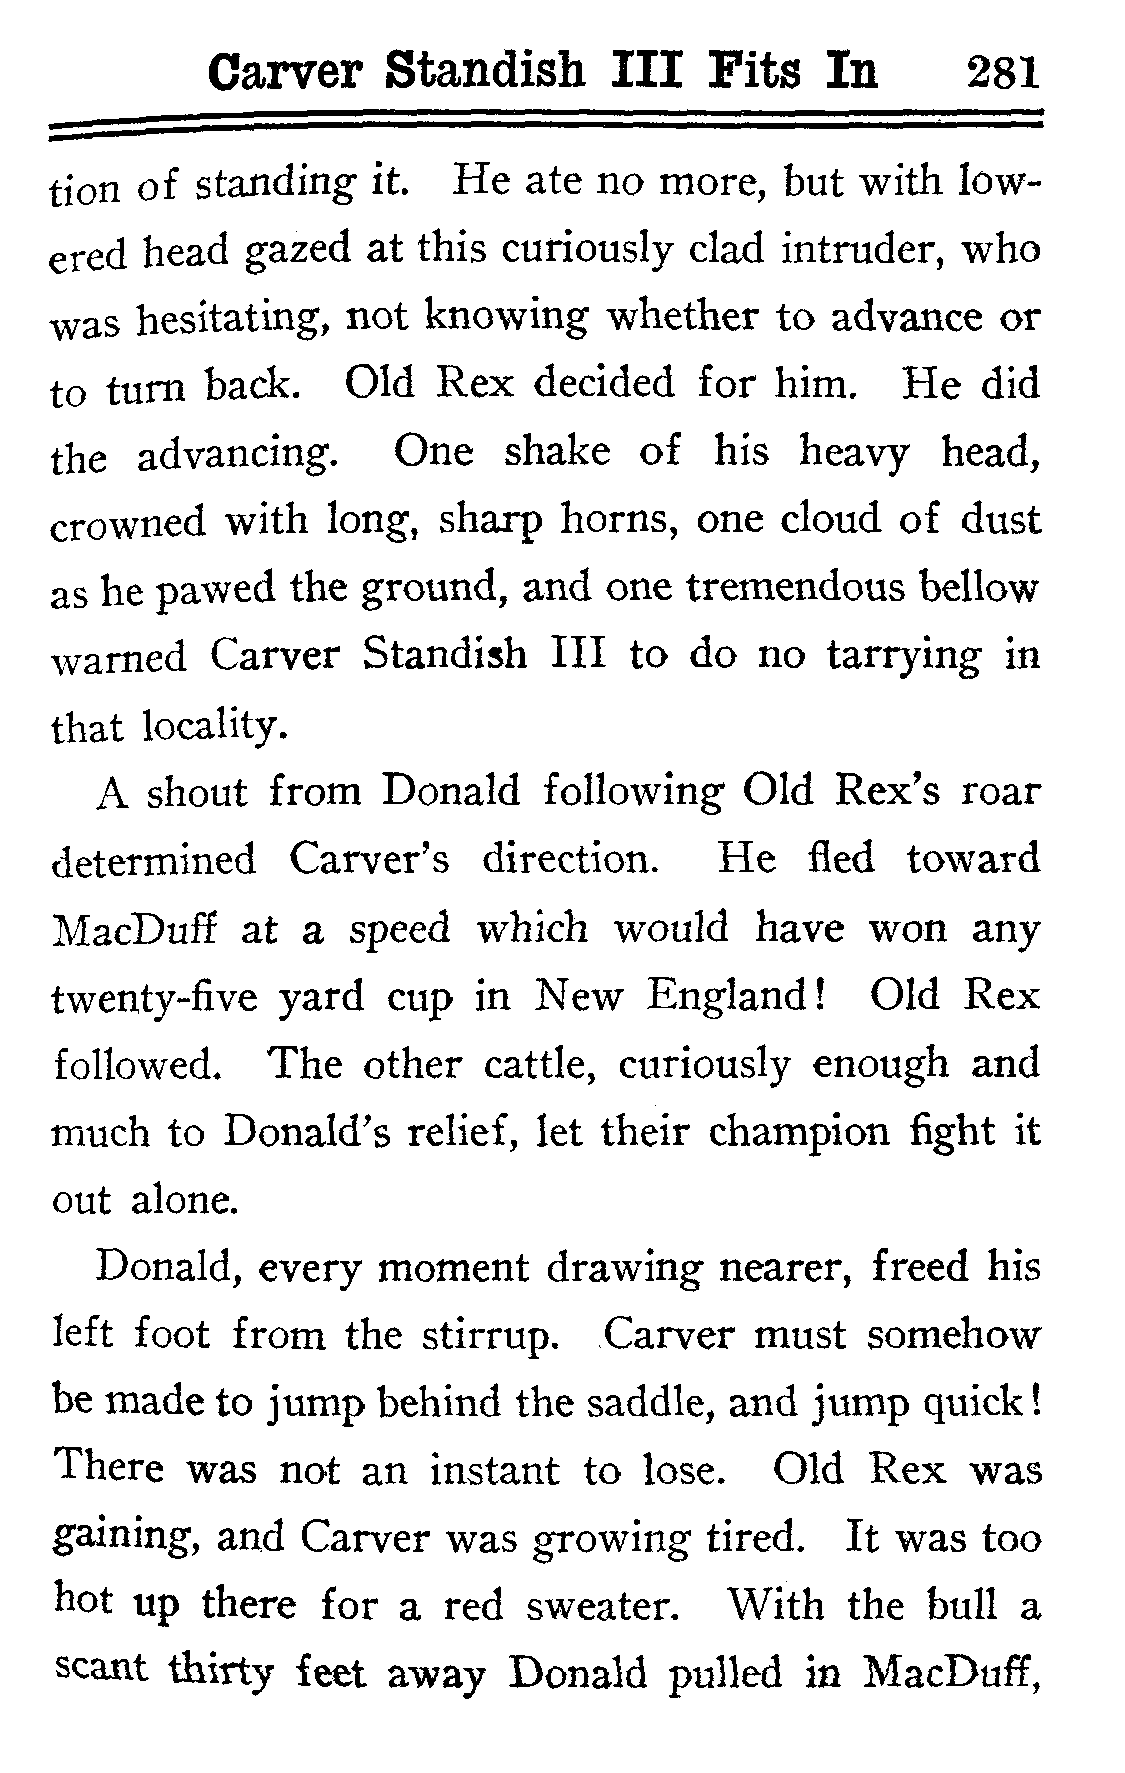 Carver Standish III Fits In 281
tion of standing it. He ate no more, but with low-
ered head gazed at this curiously clad intruder, who
was hesitating, not knowing whether to advance or
to turn back. Old Rex decided for him. He did
the advancing. One shake of his heavy head,
crowned with long, sharp horns, one cloud of dust
as he pawed the ground, and one tremendous bellow
warned Carver Standish III to do no tarrying in
that locality.
A shout from Donald following Old Rex's roar
determined Carver's direction. He fled toward
MacDuff at a speed which would have won any
twenty-five yard cup in New England! Old Rex
followed. The other cattle, curiously enough and
much to Donald's relief, let their champion fight it
out alone.
Donald, every moment drawing nearer, freed his
left foot from the stirrup. Carver must somehow
be made to jump behind the saddle, and jump quick!
There was not an instant to lose. Old Rex was
gaining, and Carver was growing tired. It was too
hot up there for a red sweater. With the bull a
scant thirty feet away Donald pulled in MacDuff,